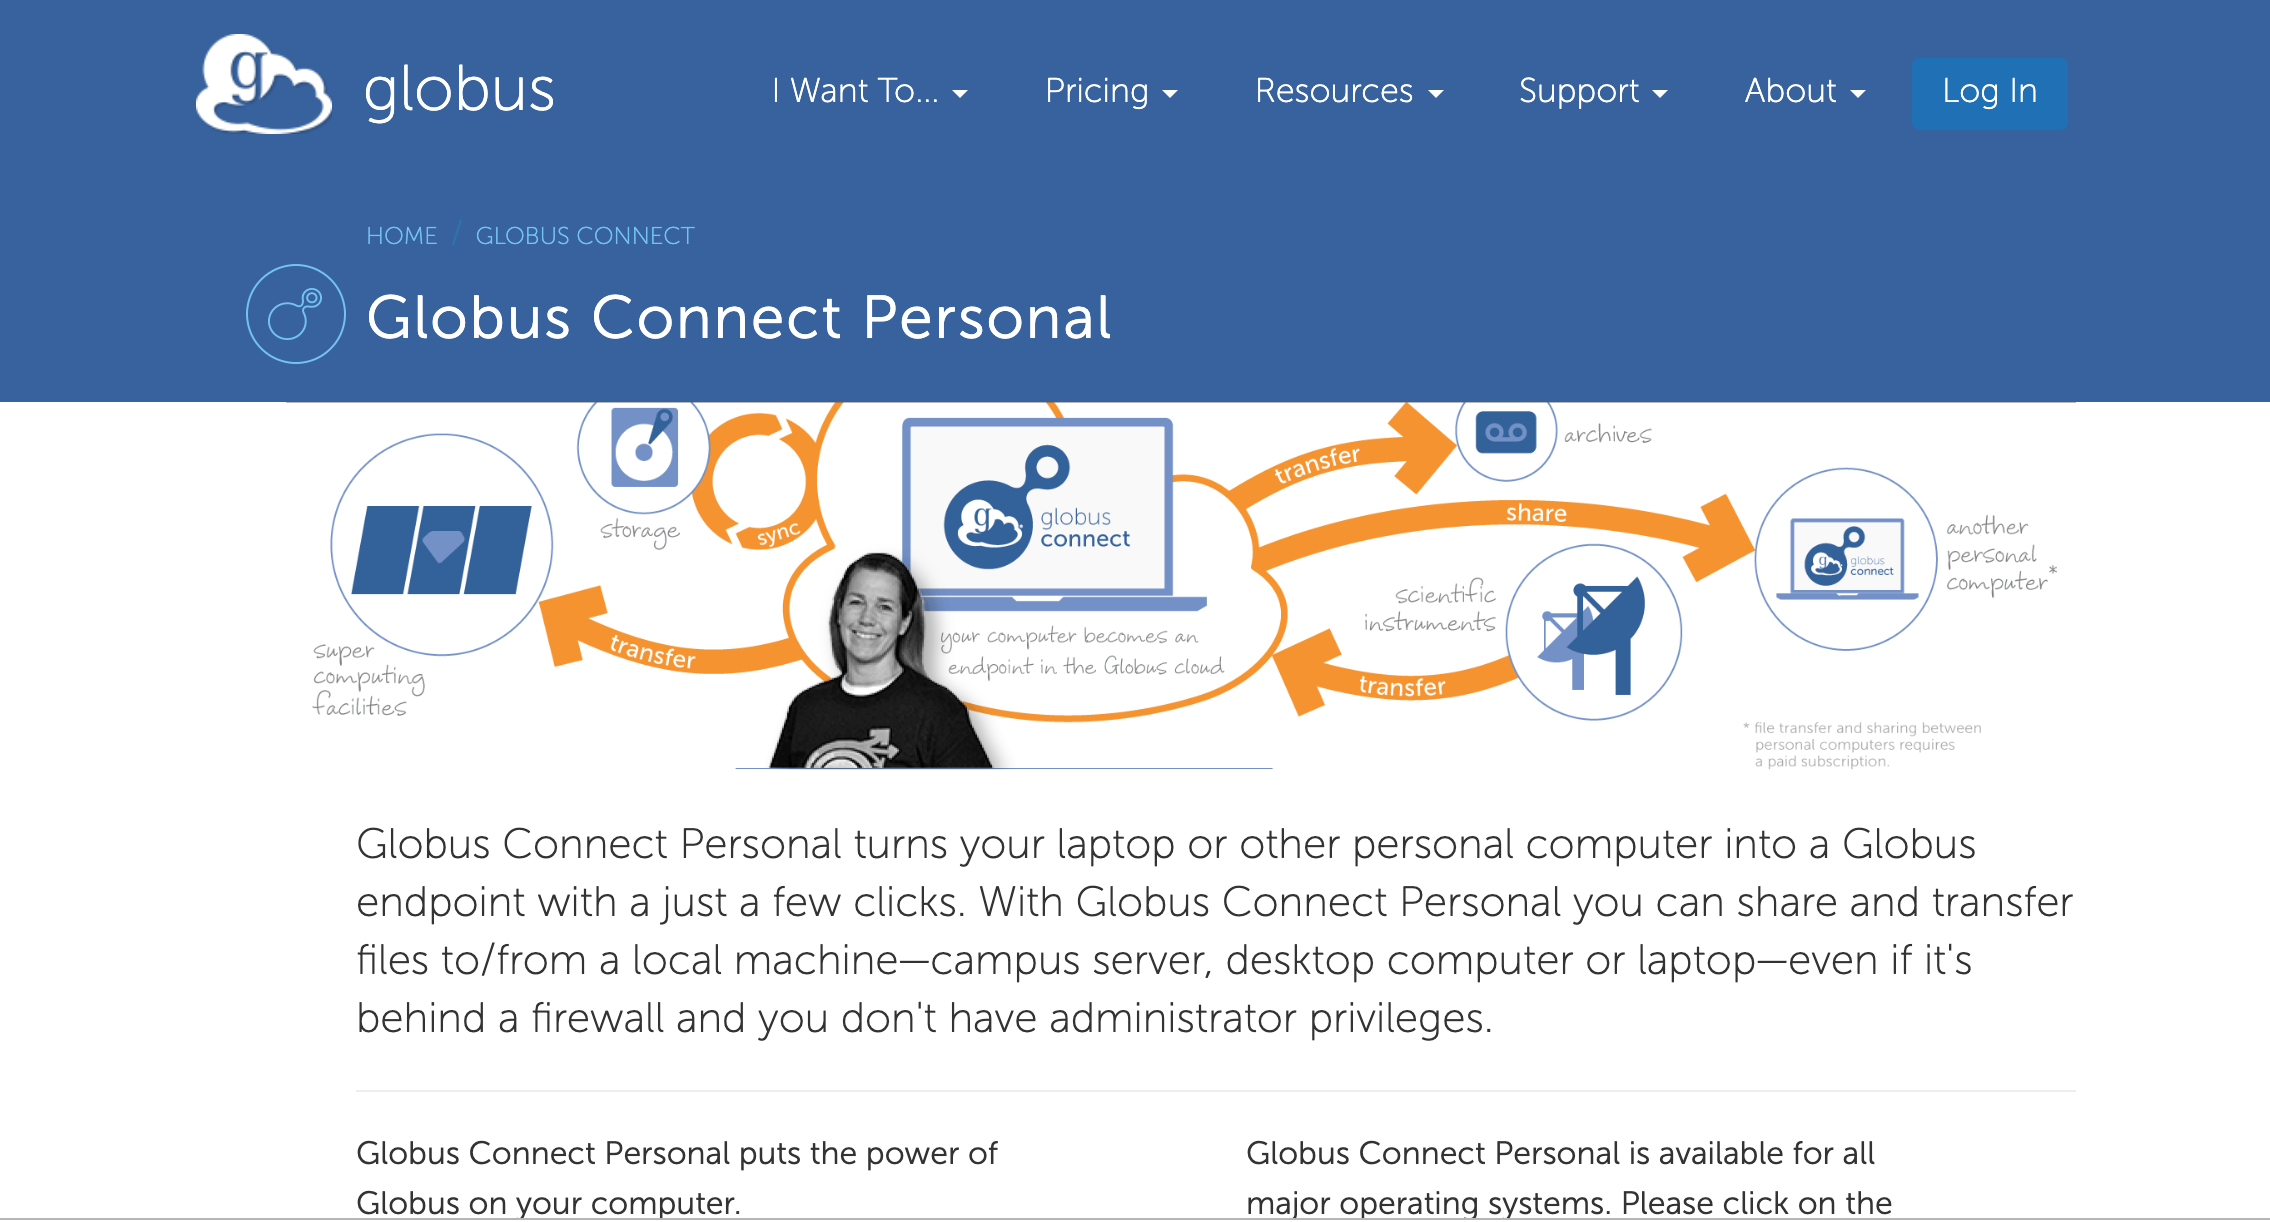 globus
I Want To...
Pricing
Resources
Support
About
Log In
HOME / GLOBUS CONNECT
Globus Connect Personal
storage
sync
g
globus
connect
your computer becomes an
endpoint in the Globus cloud
super
computing
facilities
transfer
transfer
archives
share
another
personal
computer*
g
globus
connect
scientific
instruments
transfer
* file transfer and sharing between
personal computers requires
a paid subscription.
Globus Connect Personal turns your laptop or other personal computer into a Globus
endpoint with a just a few clicks. With Globus Connect Personal you can share and transfer
files to/from a local machine—campus server, desktop computer or laptop—even if it's
behind a firewall and you don't have administrator privileges.
Globus Connect Personal puts the power of
Globus on your computer.
Globus Connect Personal is available for all
major operating systems. Please click on the